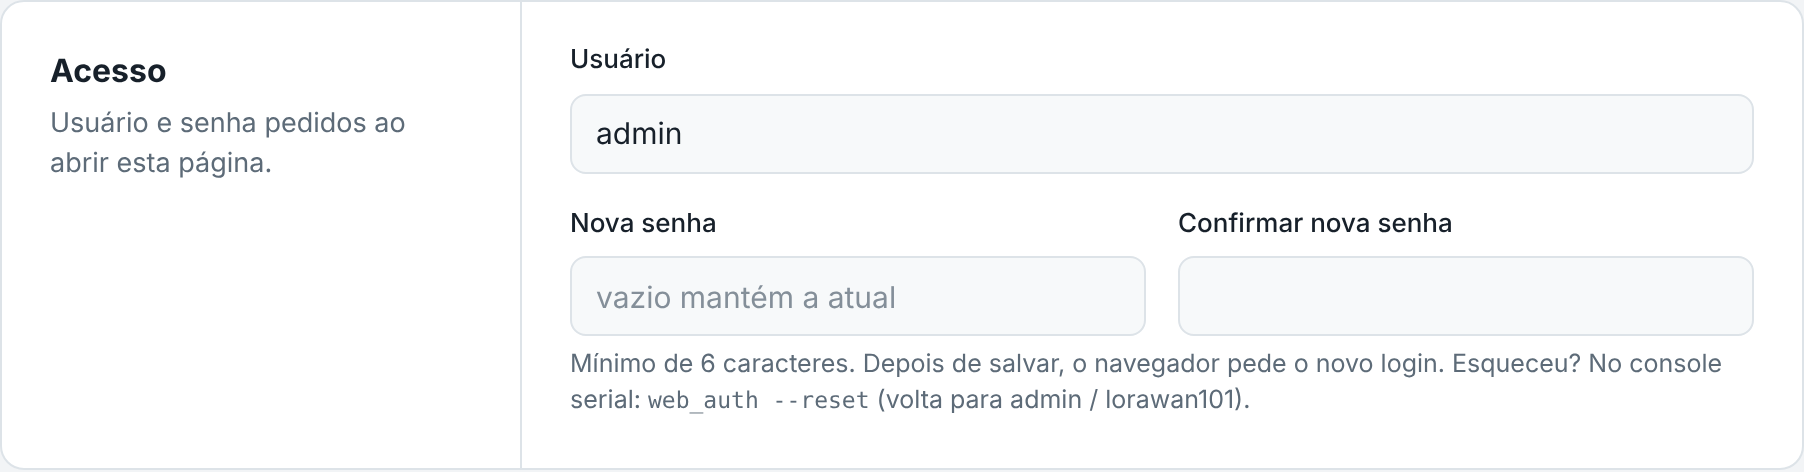 Acesso
Usuário e senha pedidos ao
abrir esta página.
Usuário
admin
Nova senha
Confirmar nova senha
vazio mantém a atual
Mínimo de 6 caracteres. Depois de salvar, o navegador pede o novo login. Esqueceu? No console
serial: web_auth --reset (volta para admin / lorawan101).